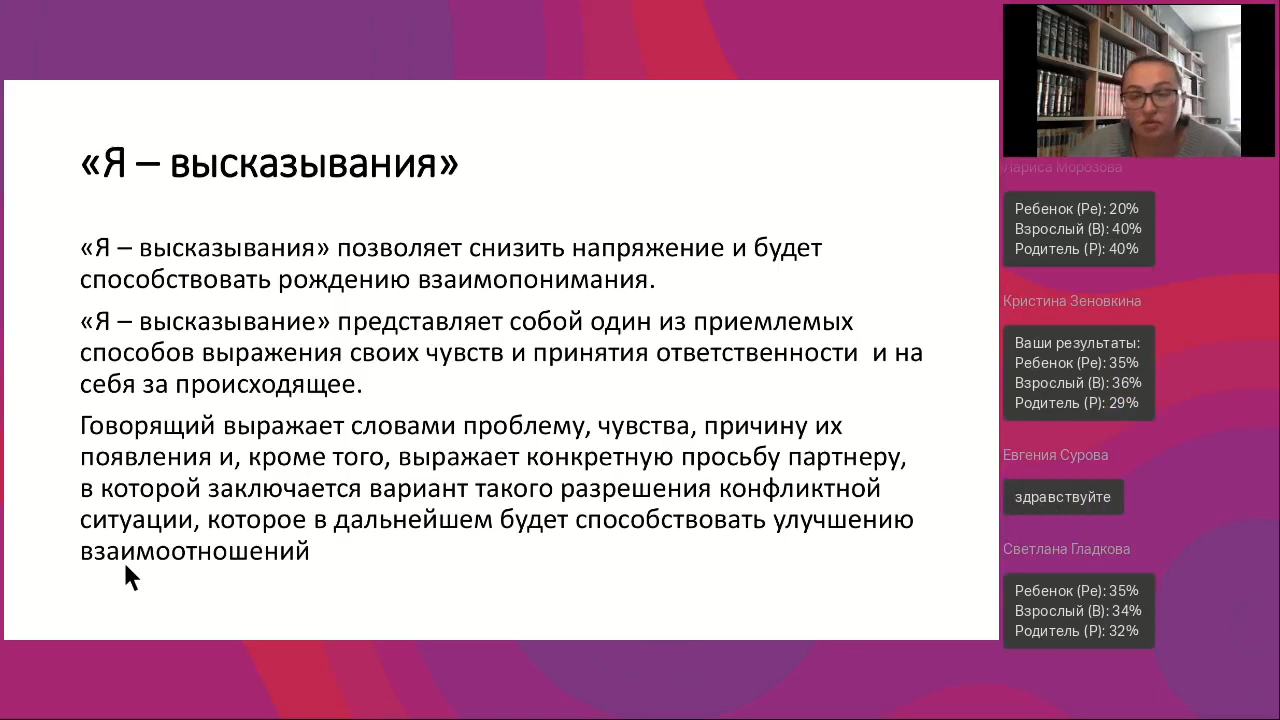 «Я – высказывания»
«Я – высказывания» позволяет снизить напряжение и будет
способствовать рождению взаимопонимания.
«Я – высказывание» представляет собой один из приемлемых
способов выражения своих чувств и принятия ответственности  и на
себя за происходящее.
Говорящий выражает словами проблему, чувства, причину их
появления и, кроме того, выражает конкретную просьбу партнеру,
в которой заключается вариант такого разрешения конфликтной
ситуации, которое в дальнейшем будет способствовать улучшению
взаимоотношений
Лариса Морозова
Ребенок (Ре): 20%
Взрослый (В): 40%
Родитель (Р): 40%
Кристина Зеновкина
Ваши результаты:
Ребенок (Ре): 35%
Взрослый (В): 36%
Родитель (Р): 29%
Евгения Сурова
здравствуйте
Светлана Гладкова
Ребенок (Ре): 35%
Взрослый (В): 34%
Родитель (Р): 32%